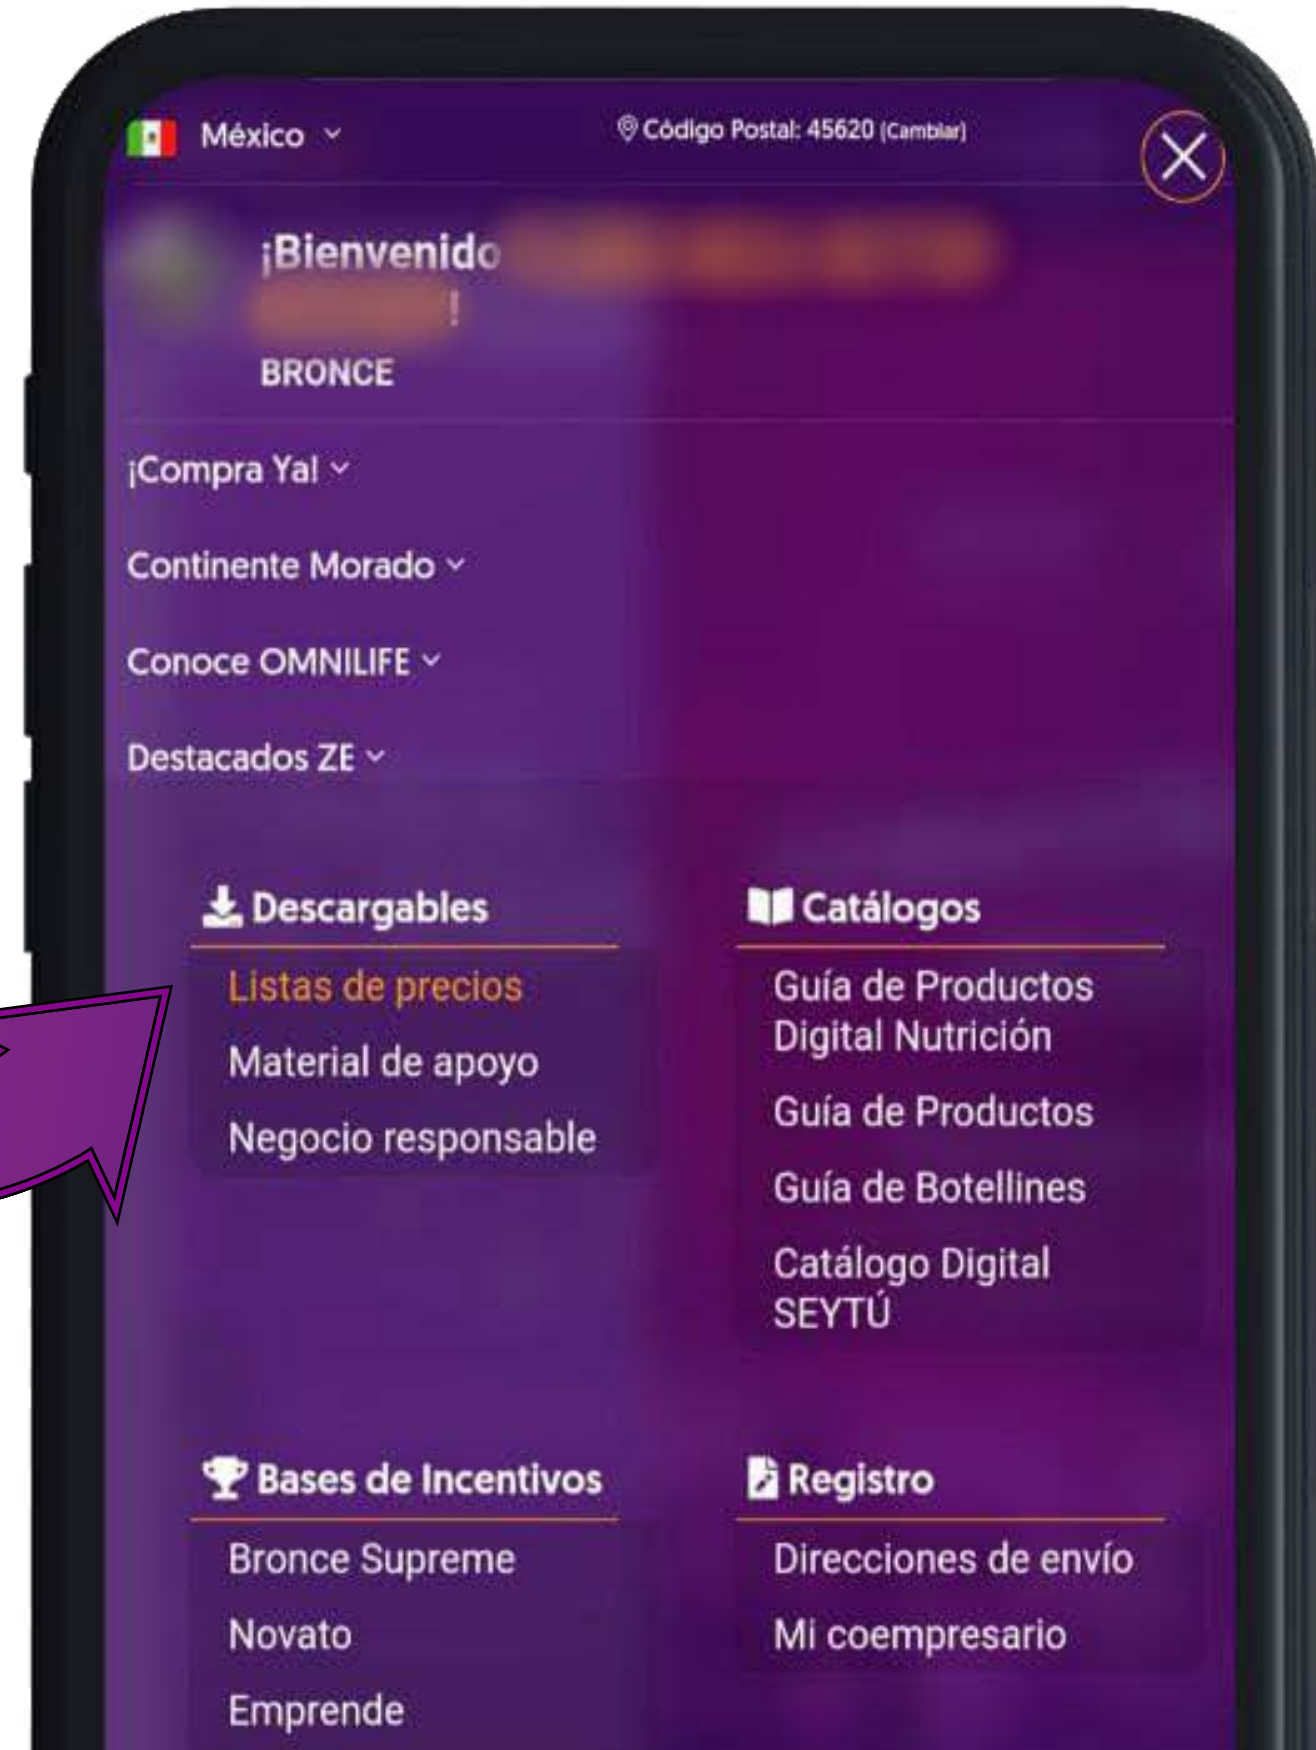 México
Código Postal: 45620 (Cambiar)
¡Bienvenido
!
BRONCE
¡Compra Ya!
Continente Morado
Conoce OMNILIFE
Destacados ZE
Descargables
Listas de precios
Material de apoyo
Negocio responsable
Catálogos
Guía de Productos
Digital Nutrición
Guía de Productos
Guía de Botellines
Catálogo Digital
SEYTÚ
Bases de Incentivos
Bronce Supreme
Novato
Emprende
Registro
Direcciones de envío
Mi coempresario